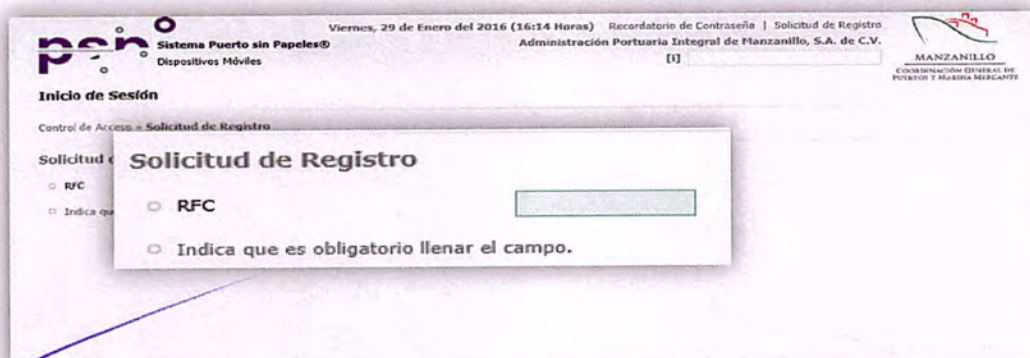 Viernes, 29 de Enero del 2016 (16:14 Horas) Recordatorio de Contraseña | Solicitud de Registro
psp
Sistema Puerto sin Papeles®
Administración Portuaria Integral de Manzanillo, S.A. de C.V.
Dispositivos Móviles
[i]
MANZANILLO
COORDINACIÓN GENERAL DE
PUERTOS Y MARINA MERCANTE
Inicio de Sesión
Control de Acceso » Solicitud de Registro
Solicitud
RFC
Indica qu
Solicitud de Registro
RFC
Indica que es obligatorio llenar el campo.